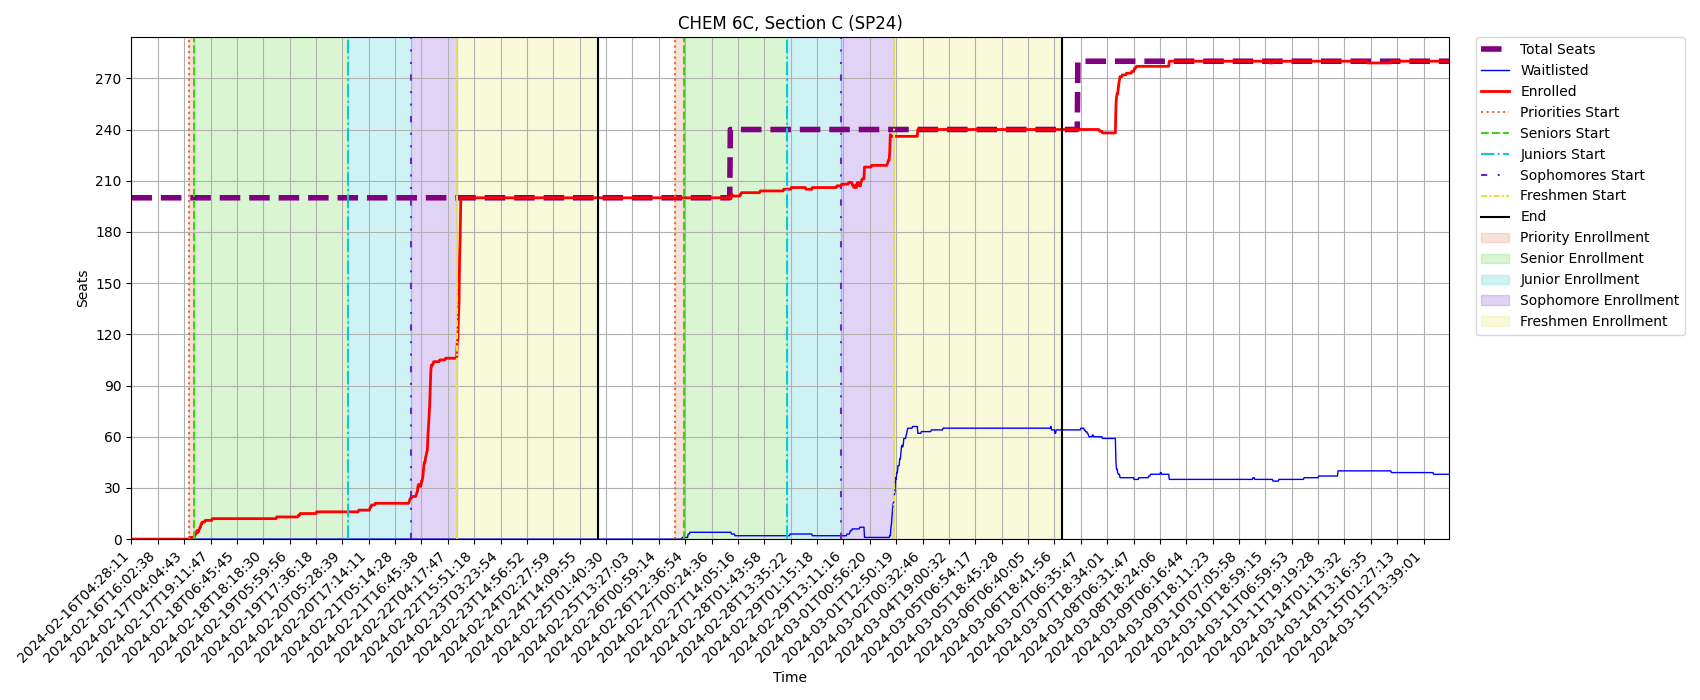 CHEM 6C, Section C (SP24)
Seats
270
240
210
180
150
120
90
60
30
0
2024-02-16T04:28:11
2024-02-16T16:02:38
2024-02-17T04:04:43
2024-02-17T19:11:47
2024-02-18T06:45:45
2024-02-18T18:18:30
2024-02-19T05:59:56
2024-02-19T17:36:18
2024-02-20T05:28:39
2024-02-20T17:14:11
2024-02-21T05:14:28
2024-02-21T16:45:38
2024-02-22T04:17:47
2024-02-22T15:51:18
2024-02-23T03:23:54
2024-02-23T14:56:52
2024-02-24T02:27:59
2024-02-24T14:09:55
2024-02-25T01:40:30
2024-02-25T13:27:03
2024-02-26T00:59:14
2024-02-26T12:36:54
2024-02-27T00:24:36
2024-02-27T14:05:16
2024-02-28T01:43:58
2024-02-28T13:35:22
2024-02-29T01:15:18
2024-02-29T13:11:16
2024-03-01T00:56:20
2024-03-01T12:50:19
2024-03-02T00:32:46
2024-03-04T19:00:32
2024-03-05T06:54:17
2024-03-05T18:45:28
2024-03-06T06:40:05
2024-03-06T18:41:56
2024-03-07T06:35:47
2024-03-07T18:34:01
2024-03-08T06:31:47
2024-03-08T18:24:06
2024-03-09T06:16:44
2024-03-09T18:11:23
2024-03-10T07:05:58
2024-03-10T18:59:15
2024-03-11T06:59:53
2024-03-11T19:19:28
2024-03-14T01:13:32
2024-03-14T13:16:35
2024-03-15T01:27:13
2024-03-15T13:39:01
Time
Total Seats
Waitlisted
Enrolled
Priorities Start
Seniors Start
Juniors Start
Sophomores Start
Freshmen Start
End
Priority Enrollment
Senior Enrollment
Junior Enrollment
Sophomore Enrollment
Freshmen Enrollment